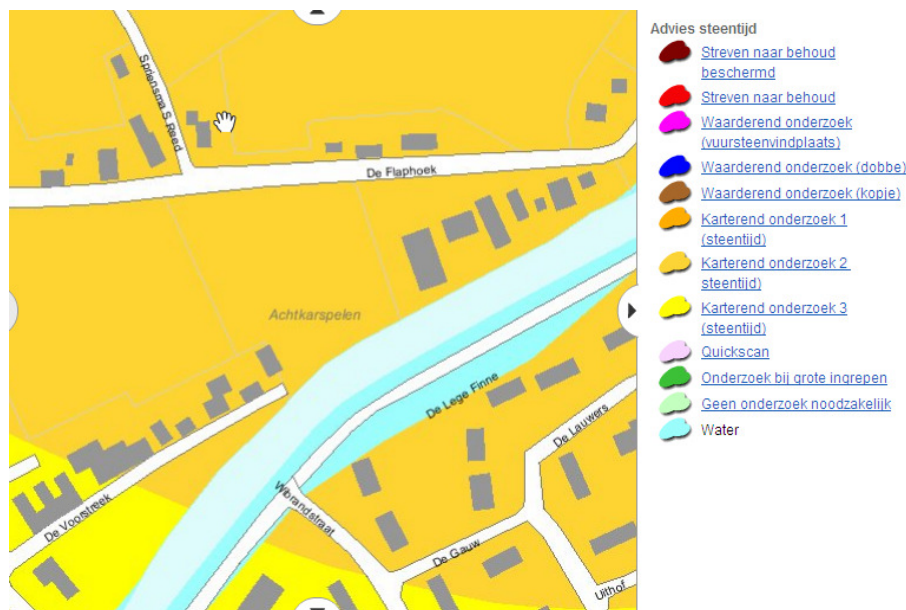 Spriensma S Reed
De Flaphoek
Achtkarspelen
De Lege Finne
De Lauwers
De Voorstreek
Wibrandstraat
De Gauw
Uithof
Advies steentijd
Streven naar behoud
beschermd
Streven naar behoud
Waarderend onderzoek
(vuursteenvindplaats)
Waarderend onderzoek (dobbe)
Waarderend onderzoek (kopje)
Karterend onderzoek 1
(steentijd)
Karterend onderzoek 2
steentijd)
Karterend onderzoek 3
(steentijd)
Quickscan
Onderzoek bij grote ingrepen
Geen onderzoek noodzakelijk
Water